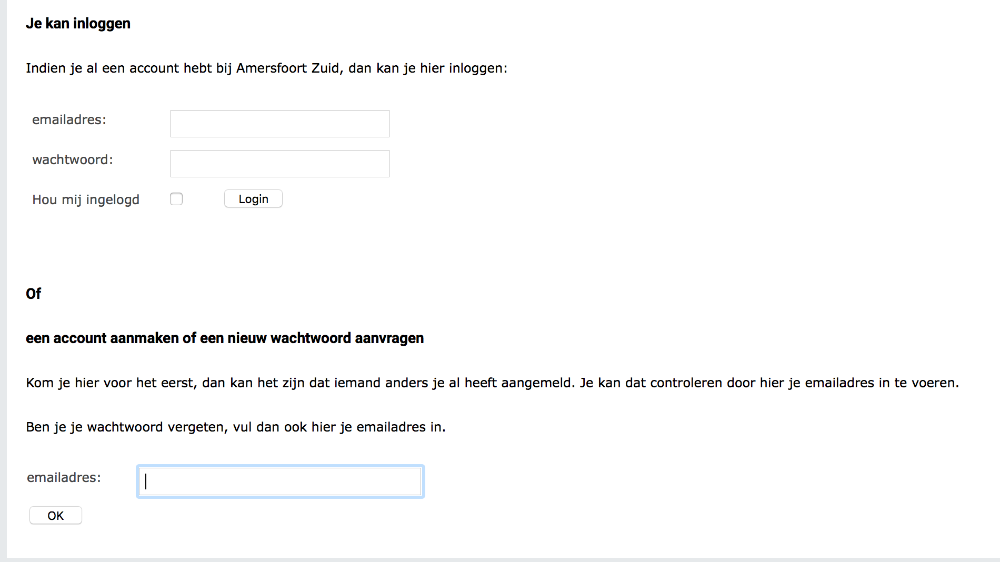 Je kan inloggen
Indien je al een account hebt bij Amersfoort Zuid, dan kan je hier inloggen:
emailadres:
wachtwoord:
Hou mij ingelogd Login
Of
een account aanmaken of een nieuw wachtwoord aanvragen
Kom je hier voor het eerst, dan kan het zijn dat iemand anders je al heeft aangemeld. Je kan dat controleren door hier je emailadres in te voeren.
Ben je je wachtwoord vergeten, vul dan ook hier je emailadres in.
emailadres:
OK